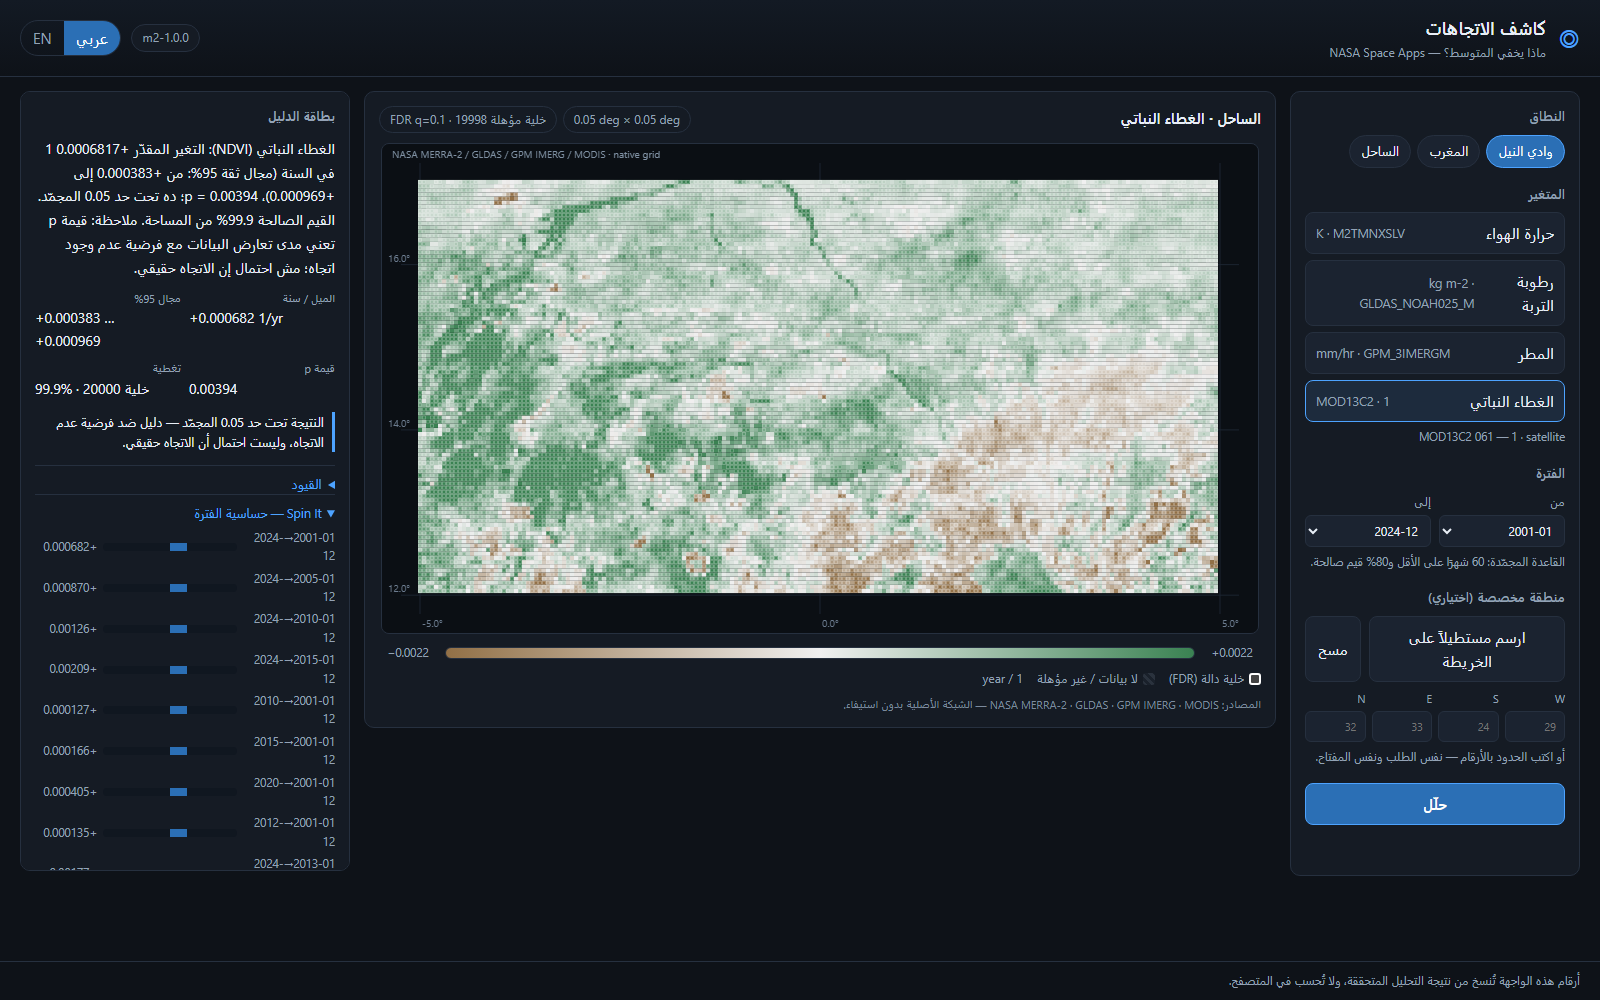 كاشف الاتجاهات
ماذا يخفي المتوسط؟ — NASA Space Apps
m2-1.0.0
عربي
EN
النطاق
وادي النيل
المغرب
الساحل
المتغير
حرارة الهواء
K · M2TMNXSLV
رطوبة التربة
kg m-2 · GLDAS_NOAH025_M
المطر
mm/hr · GPM_3IMERGM
الغطاء النباتي
MOD13C2 · 1
MOD13C2 061 — 1 · satellite
الفترة
من
إلى
2001-01
2024-12
القاعدة المجمّدة: 60 شهرًا على الأقل و80% قيم صالحة.
منطقة مخصصة (اختياري)
ارسم مستطيلاً على الخريطة
مسح
W
S
E
N
29
24
33
32
أو اكتب الحدود بالأرقام — نفس الطلب ونفس المفتاح.
حلّل
الساحل · الغطاء النباتي
0.05 deg × 0.05 deg
FDR q=0.1 · 19998 خلية مؤهلة
NASA MERRA-2 / GLDAS / GPM IMERG / MODIS · native grid
16.0°
14.0°
12.0°
-5.0°
0.0°
5.0°
−0.0022
+0.0022
خلية دالة (FDR)
لا بيانات / غير مؤهلة
year / 1
المصادر: NASA MERRA-2 · GLDAS · GPM IMERG · MODIS — الشبكة الأصلية بدون استيفاء.
بطاقة الدليل
الغطاء النباتي (NDVI): التغير المقدّر +0.0006817 1
في السنة (مجال ثقة 95%: من +0.000383 إلى
+0.000969)، p = 0.00394؛ ده تحت حد 0.05 المجمّد.
القيم الصالحة 99.9% من المساحة. ملاحظة: قيمة p
تعني مدى تعارض البيانات مع فرضية عدم وجود
اتجاه؛ مش احتمال إن الاتجاه حقيقي.
الميل / سنة
+0.000682 1/yr
مجال 95%
+0.000383 ...
+0.000969
قيمة p
0.00394
تغطية
99.9% · 20000 خلية
النتيجة تحت حد 0.05 المجمّد — دليل ضد فرضية عدم
الاتجاه، وليست احتمال أن الاتجاه حقيقي.
القيود
Spin It — حساسية الفترة
2024-→2001-01
12
0.000682+
2024-→2005-01
12
0.000870+
2024-→2010-01
12
0.00126+
2024-→2015-01
12
0.00209+
2010-→2001-01
12
0.000127+
2015-→2001-01
12
0.000166+
2020-→2001-01
12
0.000405+
2012-→2001-01
12
0.000135+
2024-→2013-01
أرقام هذه الواجهة تُنسخ من نتيجة التحليل المتحققة، ولا تُحسب في المتصفح.